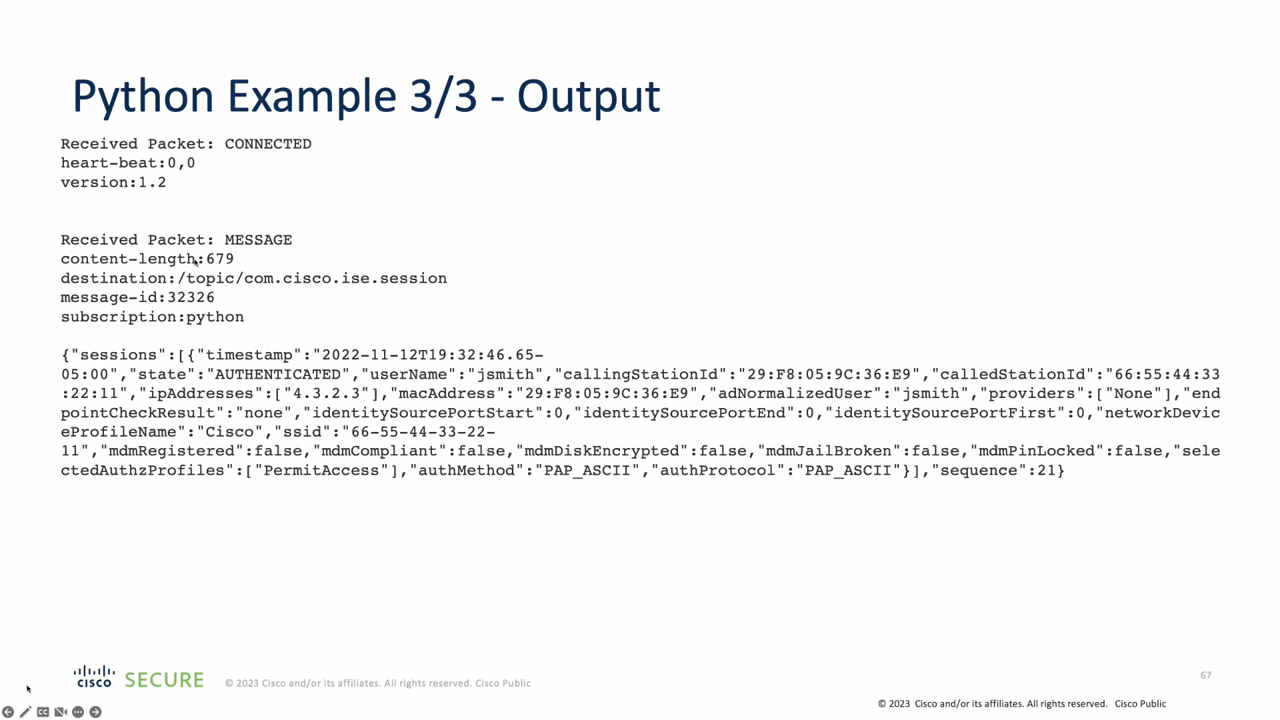 Python Example 3/3 - Output
Received Packet: CONNECTED
heart-beat:0,0
version:1.2
Received Packet: MESSAGE
content-length:679
destination:/topic/com.cisco.ise.session
message-id:32326
subscription:python
{"sessions":[{"timestamp":"2022-11-12T19:32:46.65-
05:00","state":"AUTHENTICATED","userName":"jsmith","callingStationId":"29:F8:05:9C:36:E9","calledStationId":"66:55:44:33
:22:11","ipAddresses":["4.3.2.3"],"macAddress":"29:F8:05:9C:36:E9","adNormalizedUser":"jsmith","providers":["None"],"end
pointCheckResult":"none","identitySourcePortStart":0,"identitySourcePortEnd":0,"identitySourcePortFirst":0,"networkDevic
eProfileName":"Cisco","ssid":"66-55-44-33-22-
11","mdmRegistered":false,"mdmCompliant":false,"mdmDiskEncrypted":false,"mdmJailBroken":false,"mdmPinLocked":false,"sele
ctedAuthzProfiles":["PermitAccess"],"authMethod":"PAP_ASCII","authProtocol":"PAP_ASCII"}],"sequence":21}
CISCO SECURE © 2023 Cisco and/or its affiliates. All rights reserved. Cisco Public 67
© 2023 Cisco and/or its affiliates. All rights reserved. Cisco Public